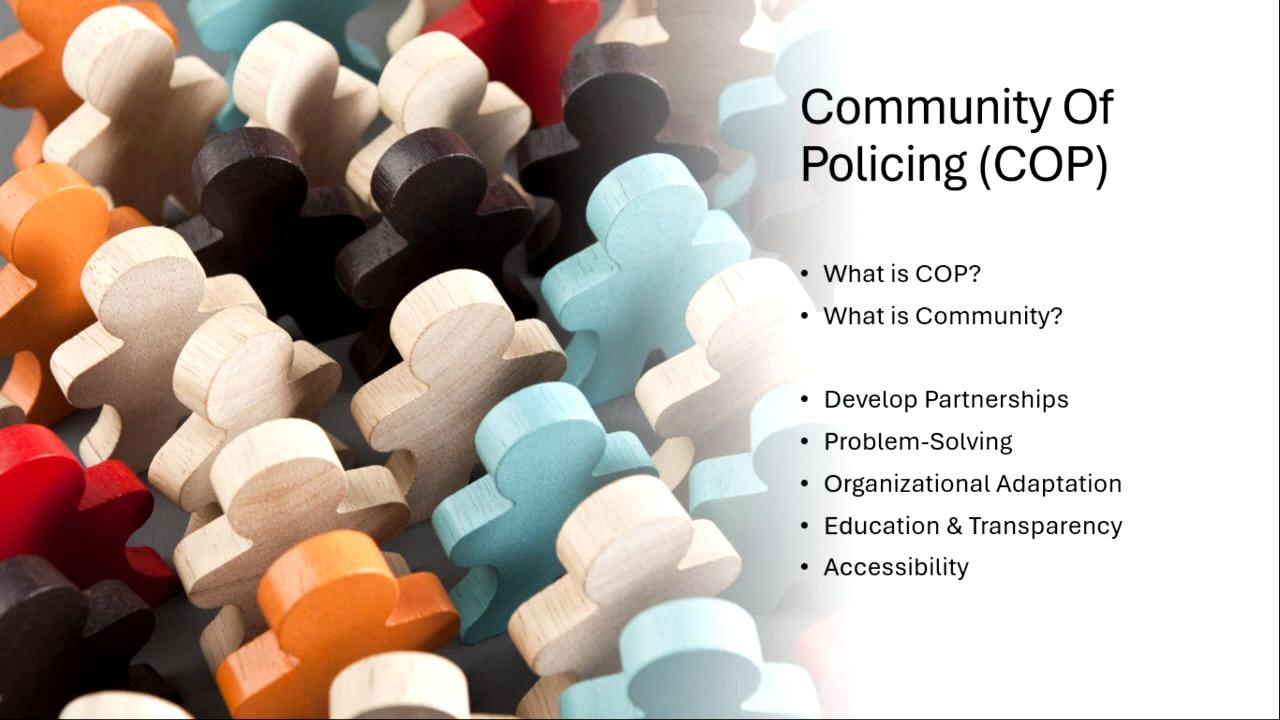 Community Of
Policing (COP)
• What is COP?
• What is Community?
• Develop Partnerships
• Problem-Solving
• Organizational Adaptation
• Education & Transparency
• Accessibility